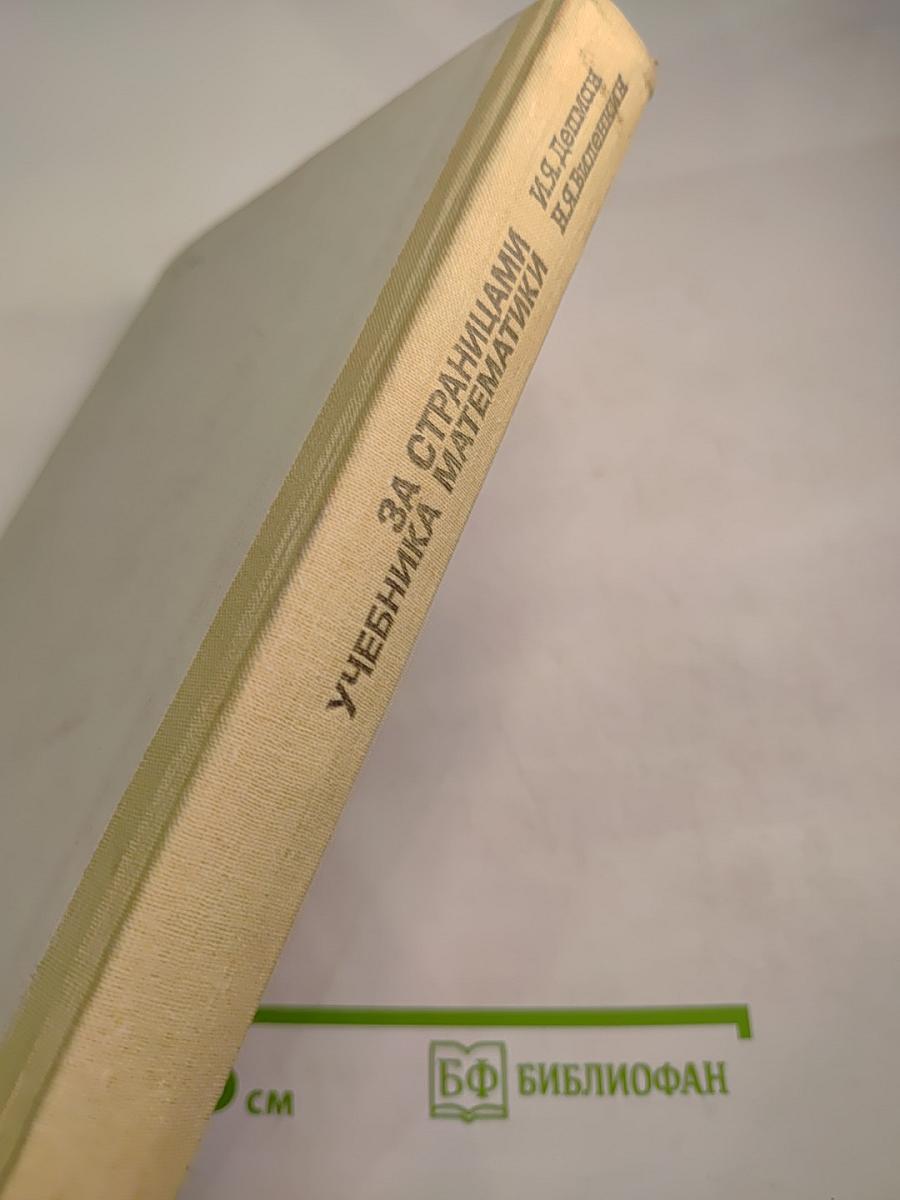 И.Я.Депман
Н.Я.Виленкин
ЗА СТРАНИЦАМИ
УЧЕБНИКА МАТЕМАТИКИ
см
БФ БИБЛИОФАН